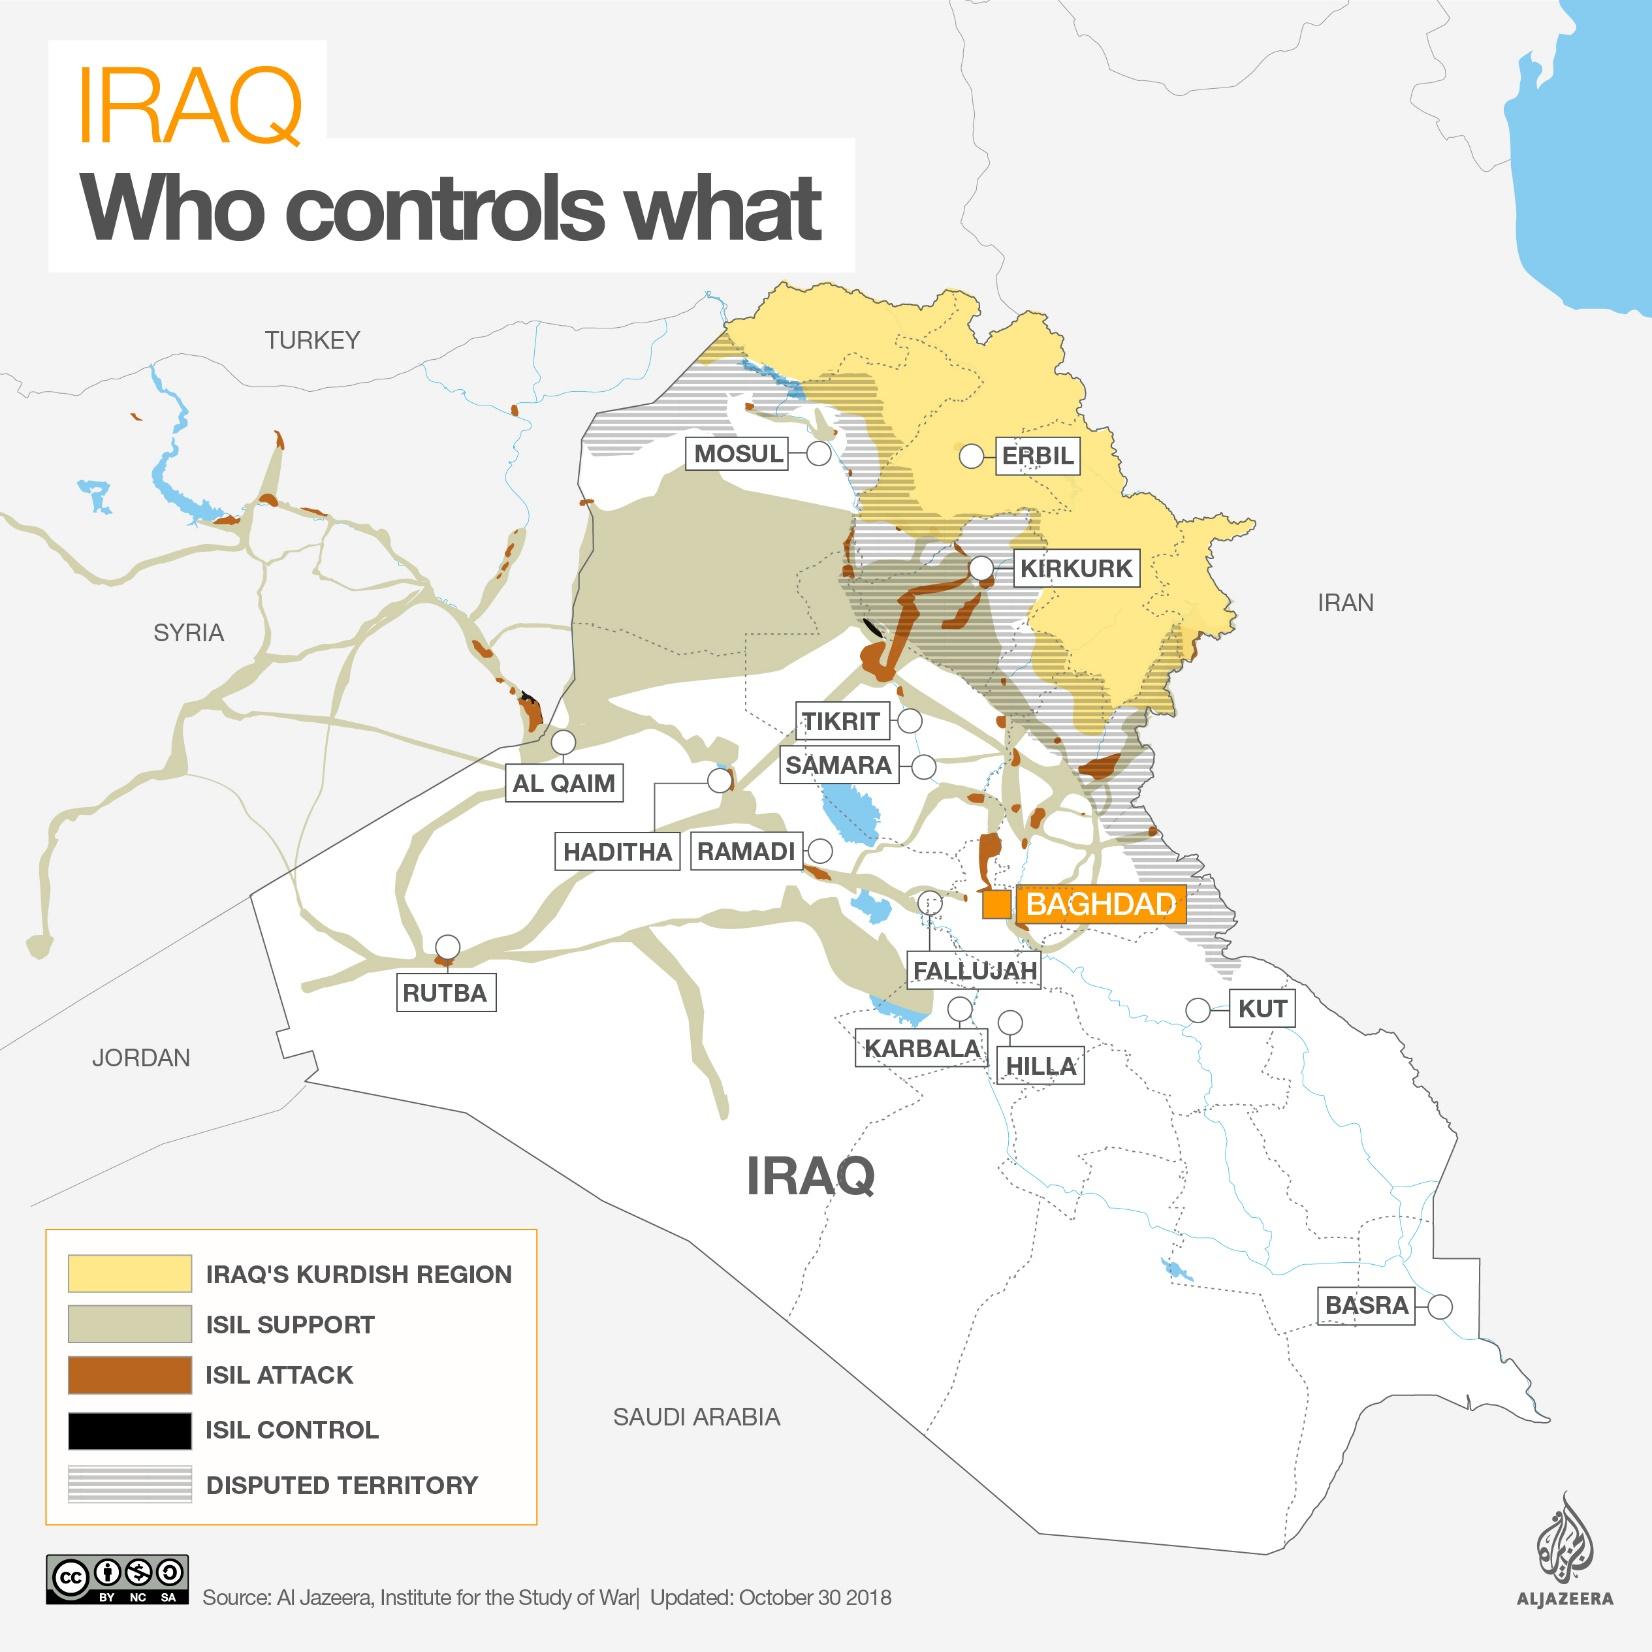 IRAQ
Who controls what
TURKEY
MOSUL
ERBIL
KIRKURK
IRAN
SYRIA
TIKRIT
SAMARA
AL QAIM
HADITHA
RAMADI
BAGHDAD
FALLUJAH
RUTBA
KUT
KARBALA
HILLA
JORDAN
IRAQ
BASRA
SAUDI ARABIA
IRAQ'S KURDISH REGION
ISIL SUPPORT
ISIL ATTACK
ISIL CONTROL
DISPUTED TERRITORY
cc
BY NC SA
Source: Al Jazeera, Institute for the Study of War| Updated: October 30 2018
ALJAZEERA